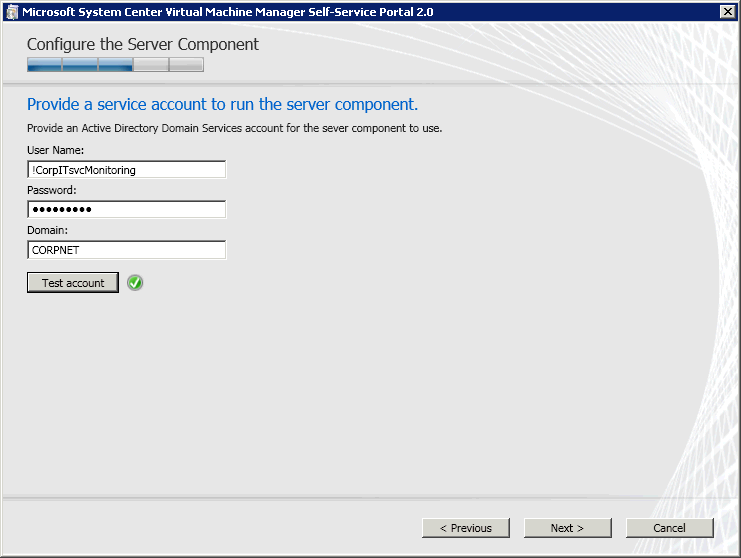 Microsoft System Center Virtual Machine Manager Self-Service Portal 2.0
Configure the Server Component
Provide a service account to run the server component.
Provide an Active Directory Domain Services account for the sever component to use.
User Name:
!CorpITsvcMonitoring
Password:
●●●●●●●●●
Domain:
CORPNET
Test account
< Previous
Next >
Cancel